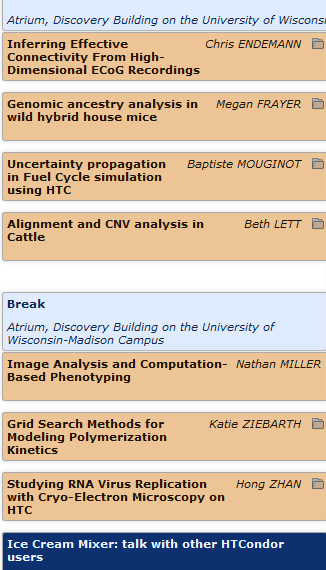 Atrium, Discovery Building on the University of
Inferring Effective Chris ENDEMANN
Connectivity From High-
Dimensional ECoG Recordings
Genomic ancestry analysis in Megan FRAYER
wild hybrid house mice
Uncertainty propagation Baptiste MOUGINOT
in Fuel Cycle simulation
using HTC
Alignment and CNV analysis in Beth LETT
Cattle
Break
Atrium, Discovery Building on the University of
Wisconsin-Madison Campus
Image Analysis and Computation- Nathan MILLER
Based Phenotyping
Grid Search Methods for Katie ZIEBARTH
Modeling Polymerization
Kinetics
Studying RNA Virus Replication Hong ZHAN
with Cryo-Electron Microscopy on
HTC
Ice Cream Mixer: talk with other HTCondor
users